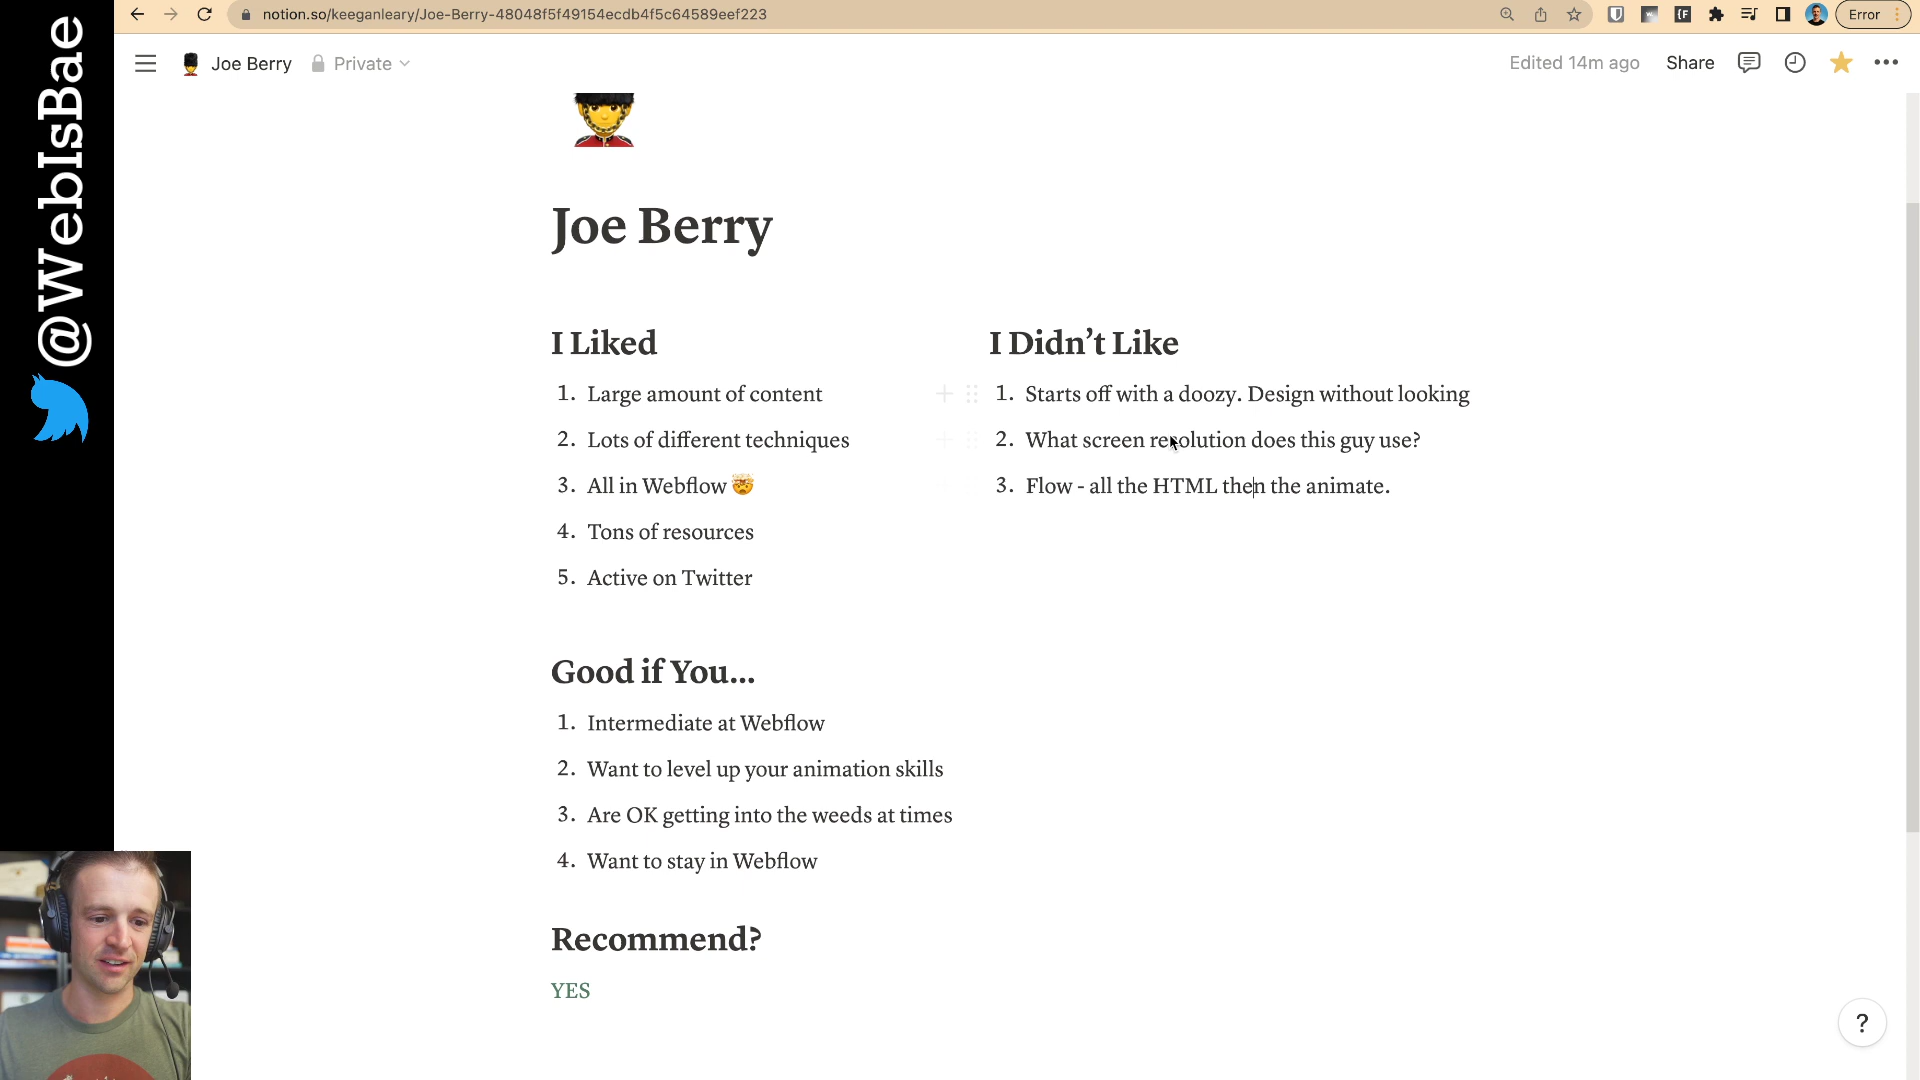 notion.so/keeganleary/Joe-Berry-48048f5f49154ecdb4f5c64589eef223
Error
Joe Berry
Private
Edited 14m ago
Share
@WebIsBae
Joe Berry
I Liked
1. Large amount of content
2. Lots of different techniques
3. All in Webflow 🤯
4. Tons of resources
5. Active on Twitter
I Didn’t Like
1. Starts off with a doozy. Design without looking
2. What screen resolution does this guy use?
3. Flow - all the HTML then the animate.
Good if You...
1. Intermediate at Webflow
2. Want to level up your animation skills
3. Are OK getting into the weeds at times
4. Want to stay in Webflow
Recommend?
YES
?